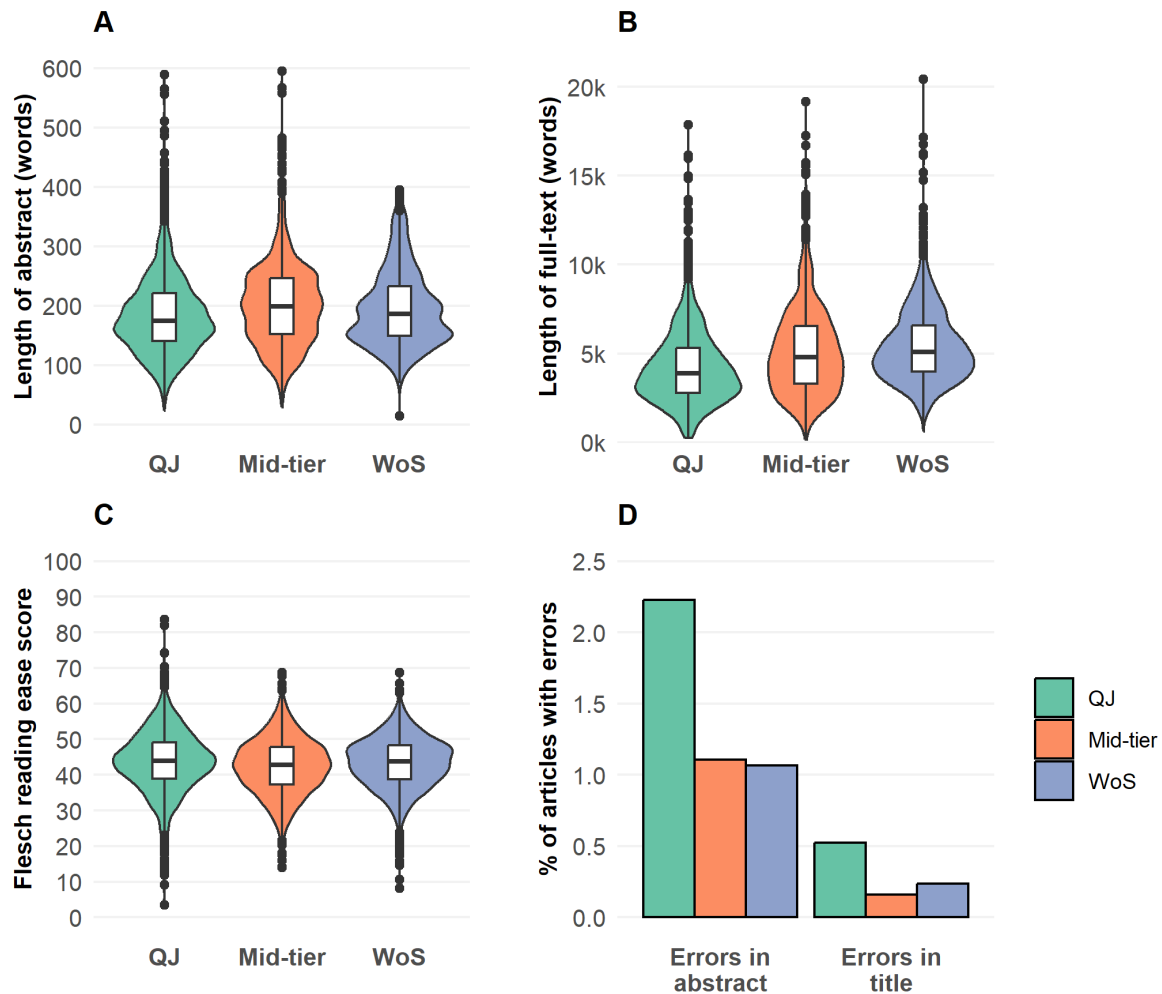 A
Length of abstract (words)
600
500
400
300
200
100
0
QJ Mid-tier WoS
B
Length of full-text (words)
20k
15k
10k
5k
0k
QJ Mid-tier WoS
C
Flesch reading ease score
100
90
80
70
60
50
40
30
20
10
0
QJ Mid-tier WoS
D
% of articles with errors
2.5
2.0
1.5
1.0
0.5
0.0
Errors in
abstract
Errors in
title
QJ
Mid-tier
WoS